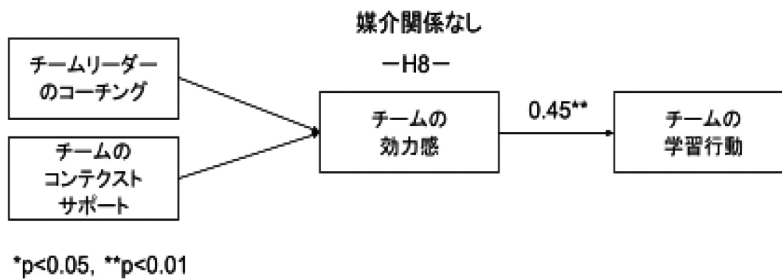 媒介関係なし
－H8－
チームリーダー
のコーチング
チームの
コンテクスト
サポート
チームの
効力感
0.45**
チームの
学習行動
*p<0.05, **p<0.01